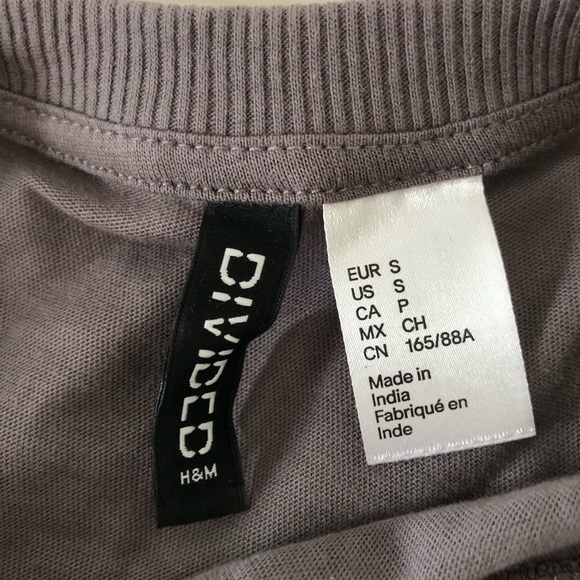 DIVIDED
H&M
EUR S
US S
CA P
MX CH
CN 165/88A
Made in
India
Fabriqué en
Inde